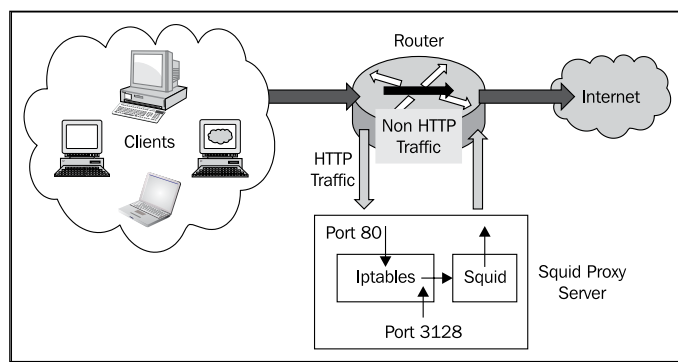 Router
Clients
Internet
Non HTTP
Traffic
HTTP
Traffic
Port 80
Iptables
Squid
Squid Proxy
Server
Port 3128